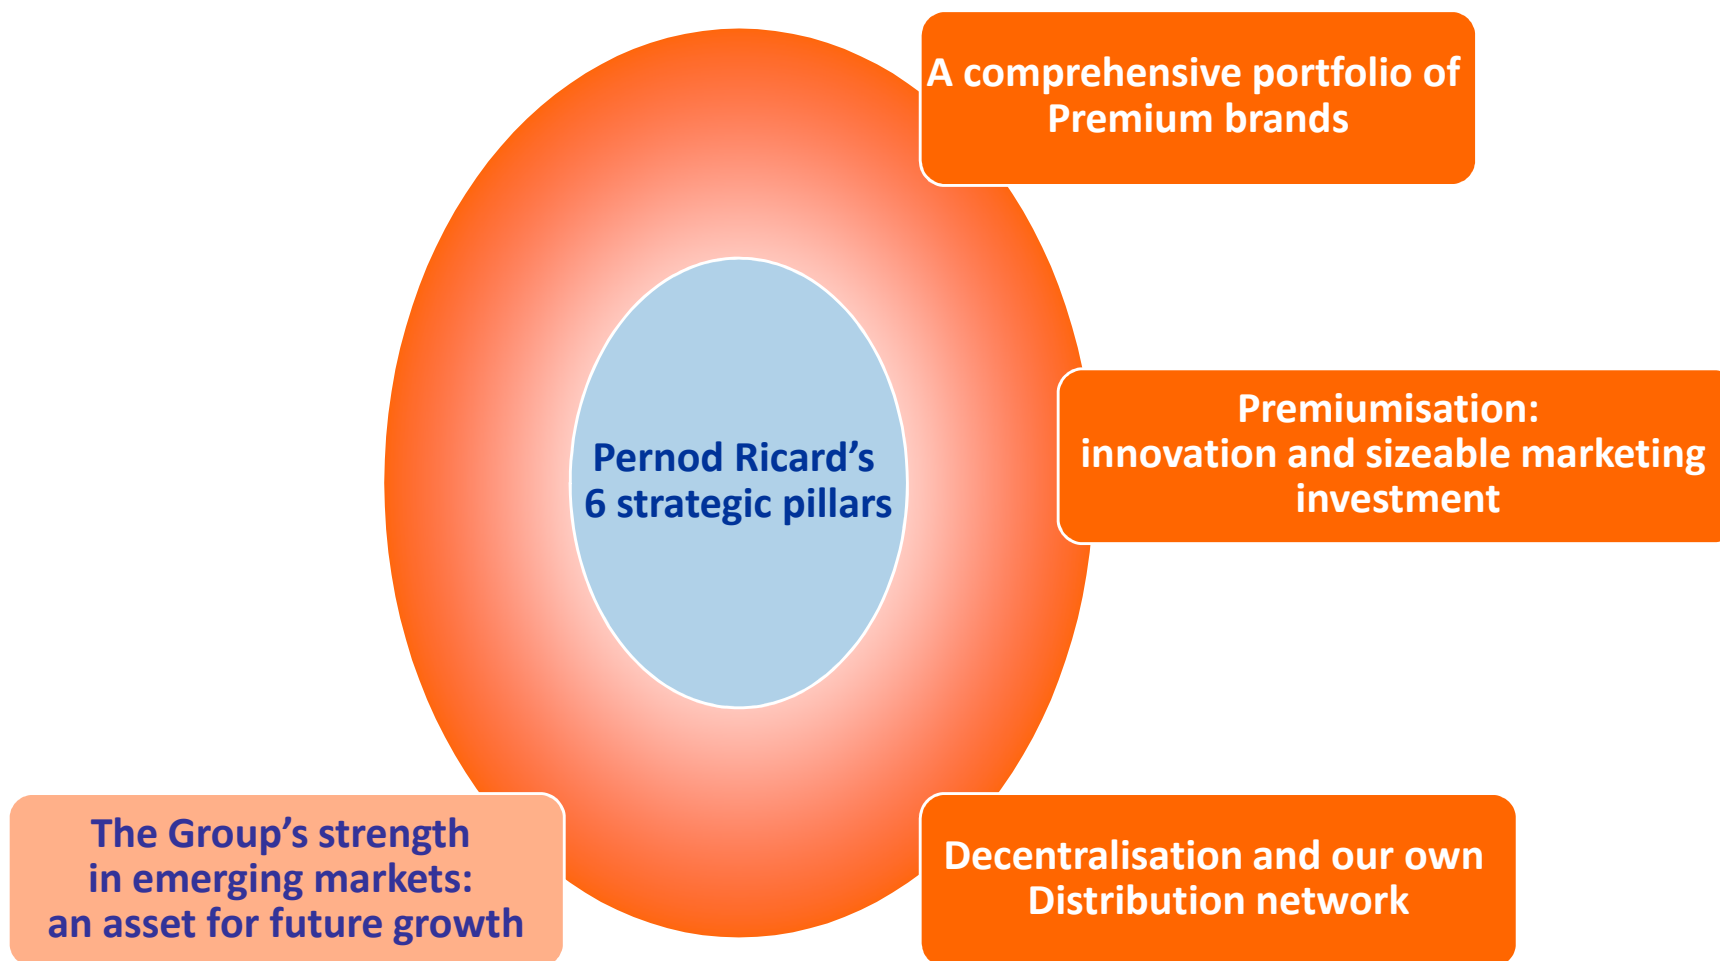 A comprehensive portfolio of
Premium brands
Premiumisation:
innovation and sizeable marketing
investment
Pernod Ricard’s
6 strategic pillars
The Group’s strength
in emerging markets:
an asset for future growth
Decentralisation and our own
Distribution network